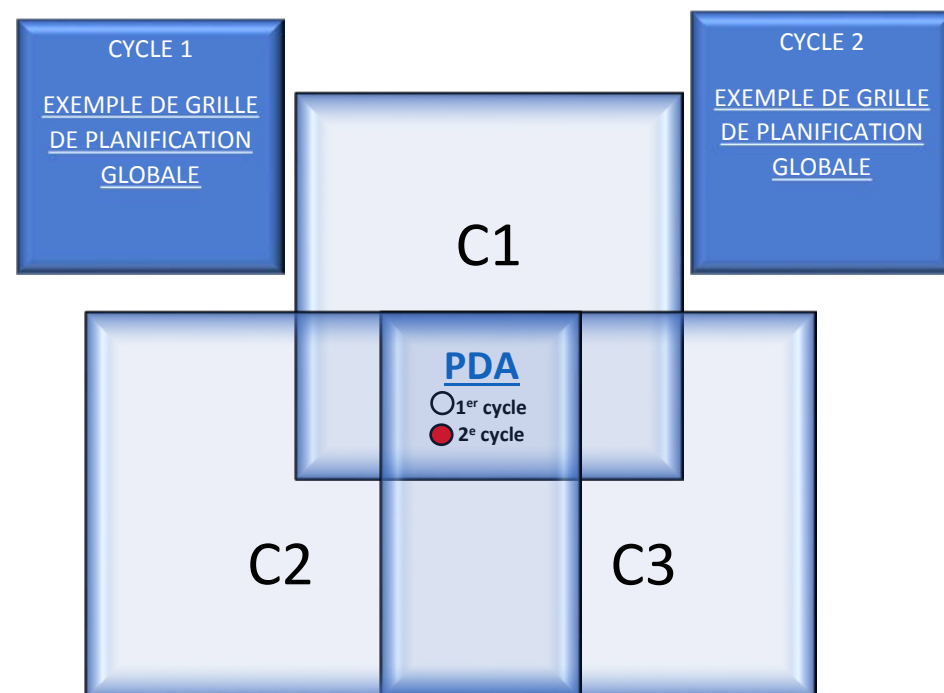 CYCLE 1
EXEMPLE DE GRILLE
DE PLANIFICATION
GLOBALE
CYCLE 2
EXEMPLE DE GRILLE
DE PLANIFICATION
GLOBALE
C1
PDA
1er cycle
2e cycle
C2
C3